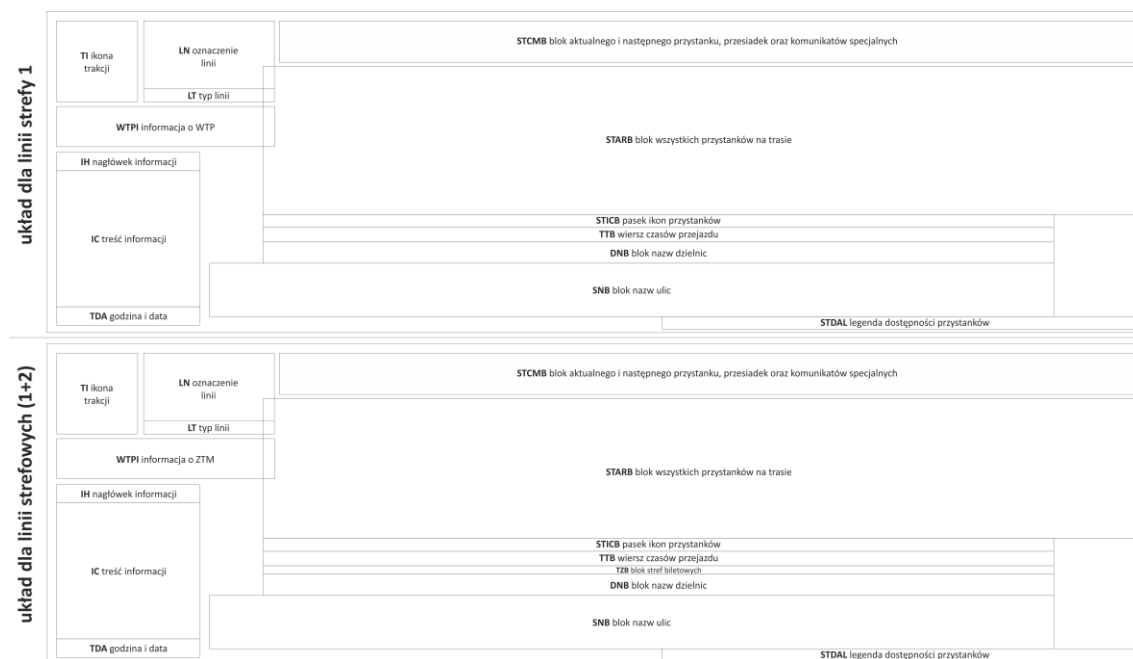 układ dla linii strefy 1
TI ikona
trakcji
LN oznaczenie
linii
LT typ linii
STCMB blok aktualnego i następnego przystanku, przesiadek oraz komunikatów specjalnych
WTPI informacja o WTP
STARB blok wszystkich przystanków na trasie
IH nagłówek informacji
IC treść informacji
TDA godzina i data
STICB pasek ikon przystanków
TTB wiersz czasów przejazdu
DNB blok nazw dzielnic
SNB blok nazw ulic
STDAL legenda dostępności przystanków
układ dla linii strefowych (1+2)
TI ikona
trakcji
LN oznaczenie
linii
LT typ linii
STCMB blok aktualnego i następnego przystanku, przesiadek oraz komunikatów specjalnych
WTPI informacja o ZTM
STARB blok wszystkich przystanków na trasie
IH nagłówek informacji
IC treść informacji
TDA godzina i data
STICB pasek ikon przystanków
TTB wiersz czasów przejazdu
TZB blok stref biletowych
DNB blok nazw dzielnic
SNB blok nazw ulic
STDAL legenda dostępności przystanków